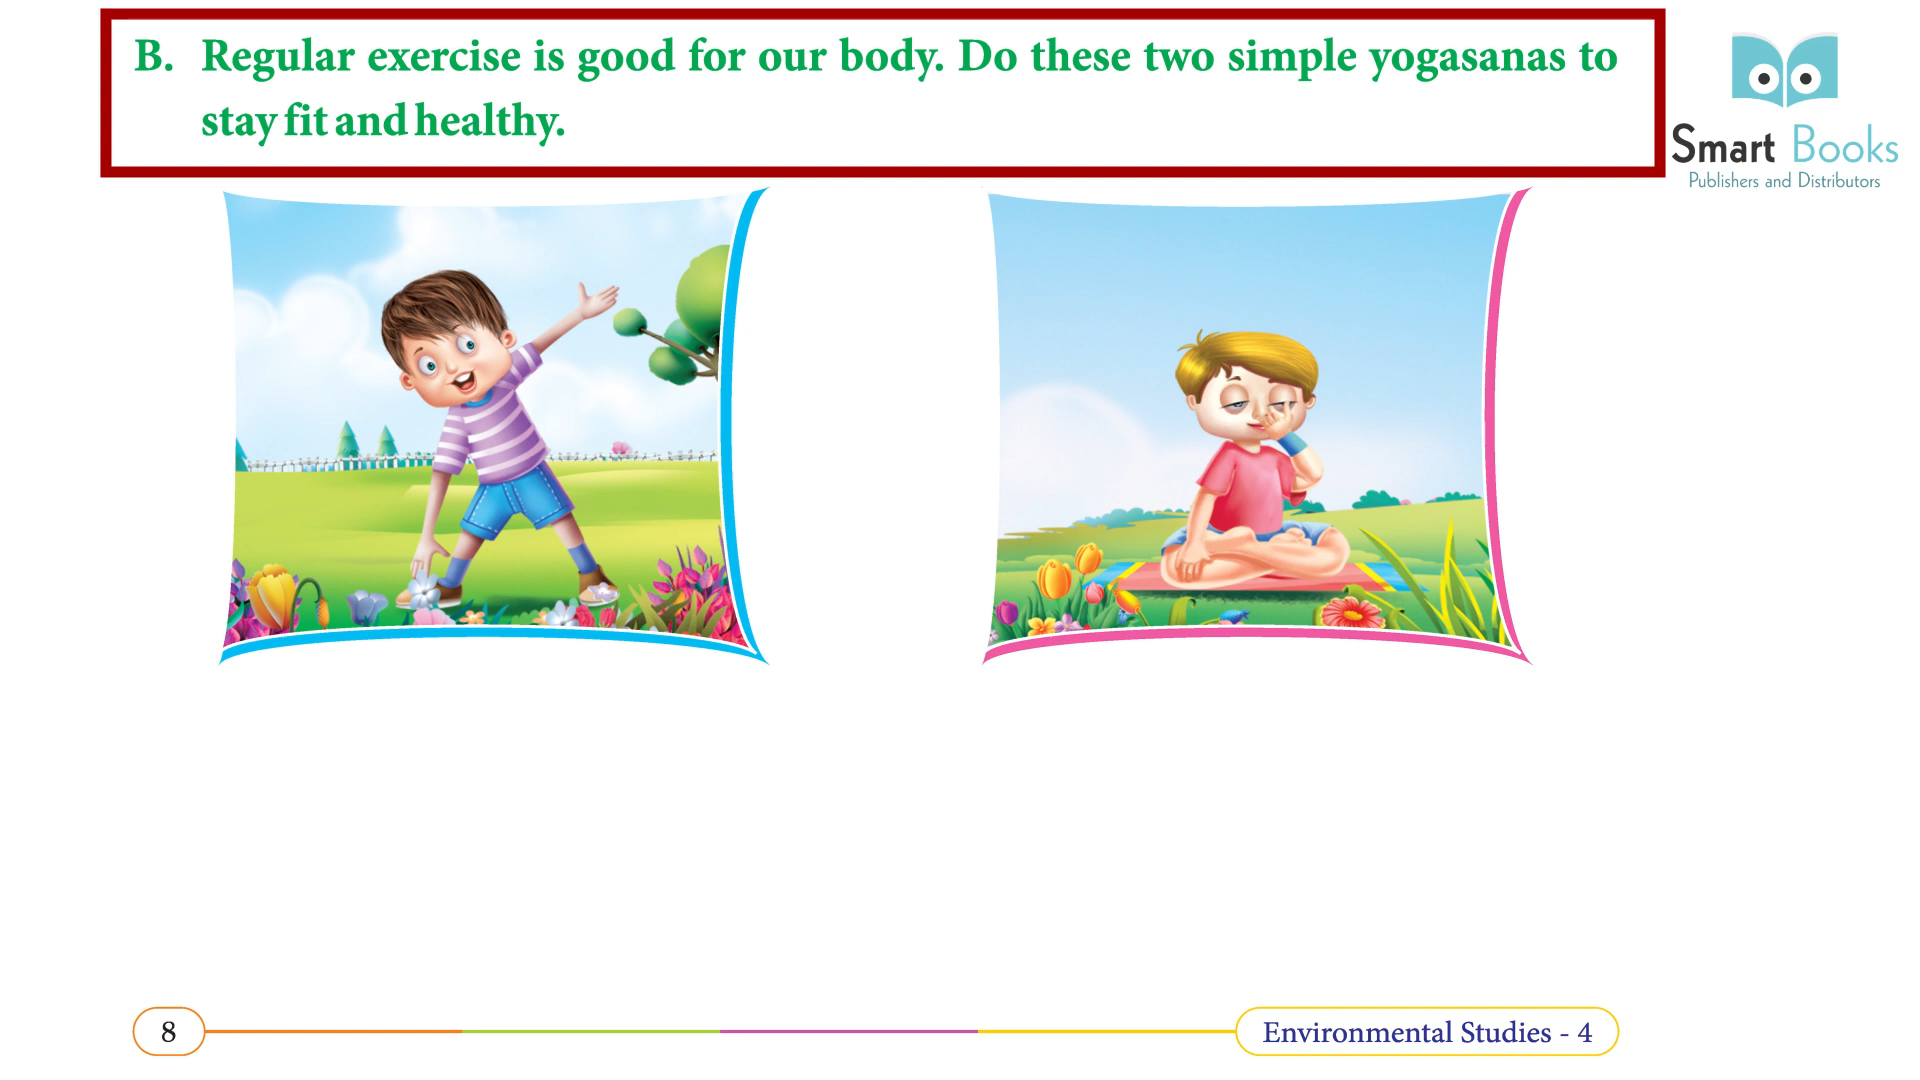 B. Regular exercise is good for our body. Do these two simple yogasanas to
stay fit and healthy.
Smart Books
Publishers and Distributors
8
Environmental Studies - 4